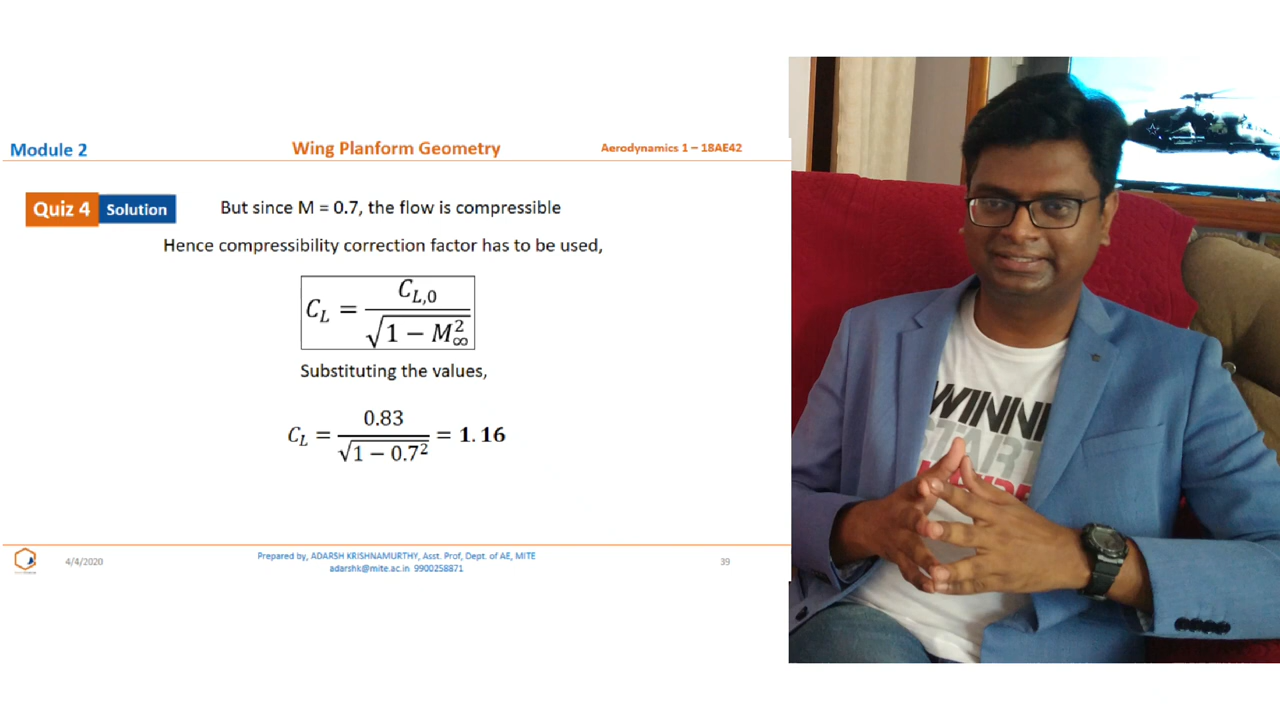 Module 2
Wing Planform Geometry
Aerodynamics 1 – 18AE42
Quiz 4 Solution
But since M = 0.7, the flow is compressible
Hence compressibility correction factor has to be used,
C_L = C_{L,0} / √(1 − M_∞^2)
Substituting the values,
C_L = 0.83 / √(1 − 0.7²) = 1.16
4/4/2020
Prepared by, ADARSH KRISHNAMURTHY, Asst. Prof, Dept. of AE, MITE
adarshk@mite.ac.in 9900258871
39
WINNI
START